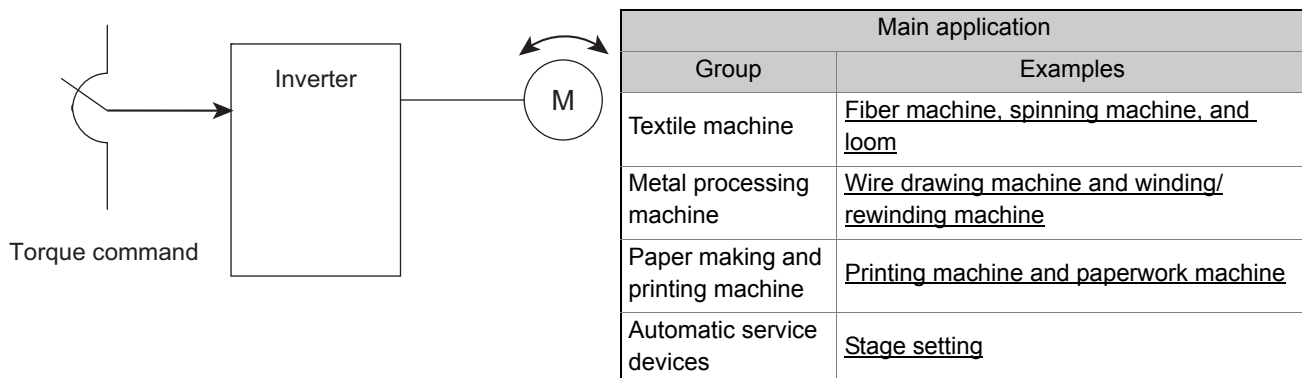 Inverter
M
Torque command
Main application
Group Examples
Textile machine
Fiber machine, spinning machine, and
loom
Metal processing
machine
Wire drawing machine and winding/
rewinding machine
Paper making and
printing machine
Printing machine and paperwork machine
Automatic service
devices
Stage setting